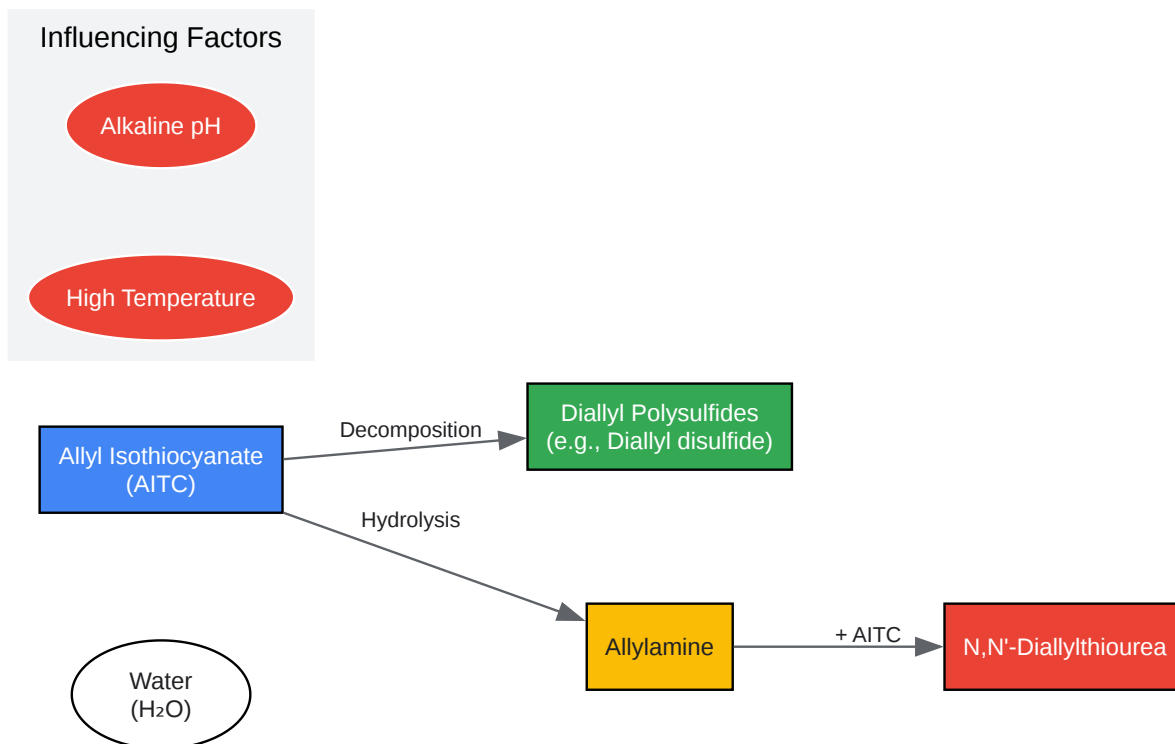 Influencing Factors
Alkaline pH
High Temperature
Allyl Isothiocyanate
(AITC)
Decomposition
Diallyl Polysulfides
(e.g., Diallyl disulfide)
Hydrolysis
Allylamine
+ AITC
N,N'-Diallylthiourea
Water
(H₂O)